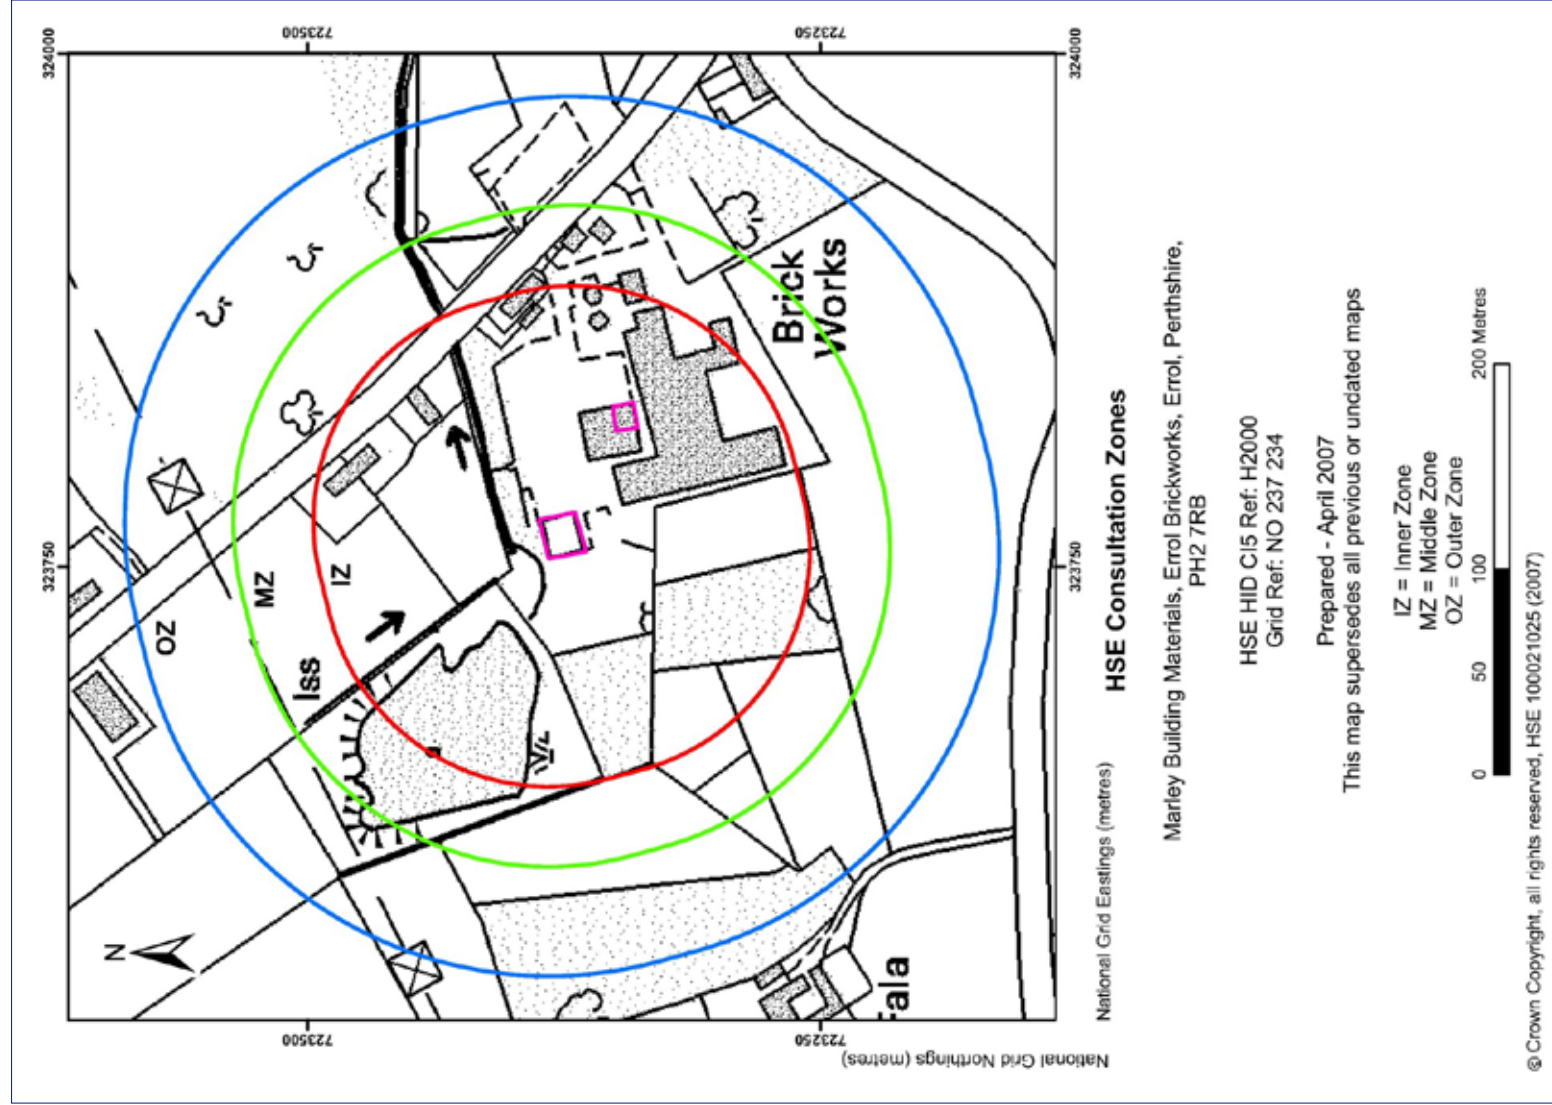 324000
323750
723500
723500
723250
723250
324000
323750
N
OZ
MZ
IZ
Iss
Brick
Works
Fala
National Grid Northings (metres)
National Grid Eastings (metres)
HSE Consultation Zones
Marley Building Materials, Errol Brickworks, Errol, Perthshire,
PH2 7RB
HSE HID CI5 Ref: H2000
Grid Ref: NO 237 234
Prepared - April 2007
This map supersedes all previous or undated maps
IZ = Inner Zone
MZ = Middle Zone
OZ = Outer Zone
0 50 100 200 Metres
© Crown Copyright, all rights reserved, HSE 100021025 (2007)